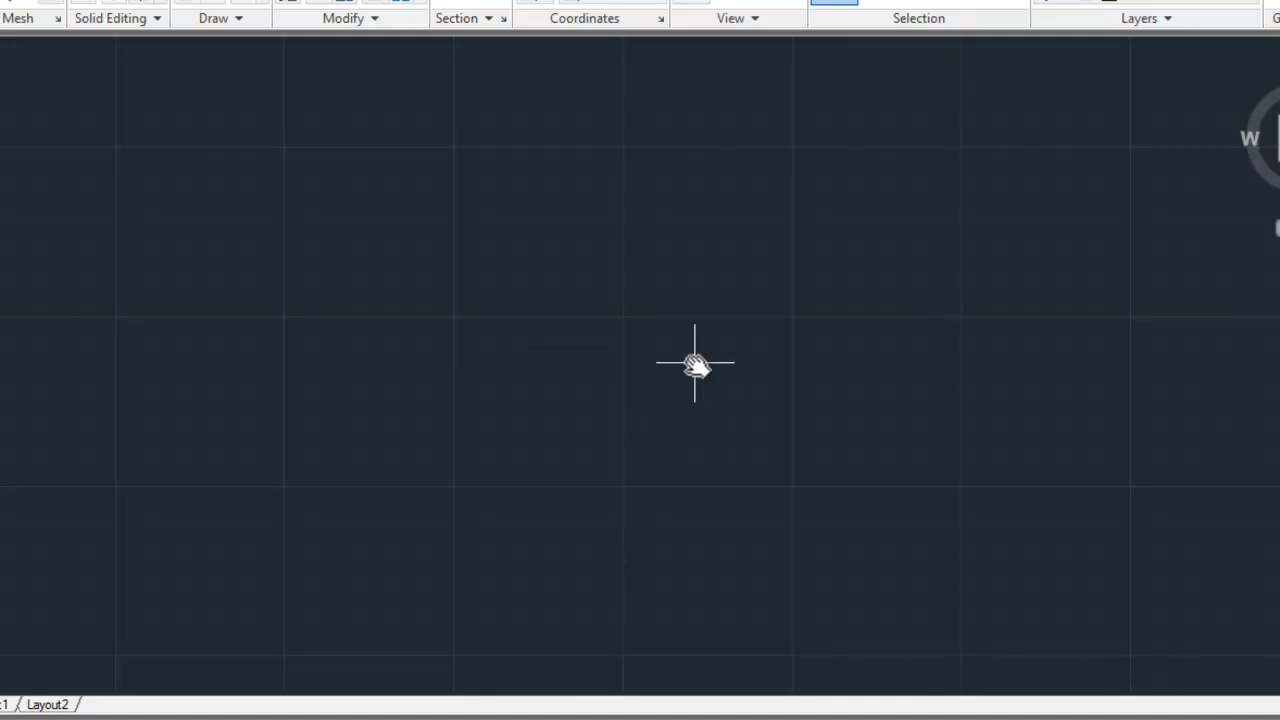 Mesh Solid Editing Draw Modify Section Coordinates View Selection Layers
W
Layout2